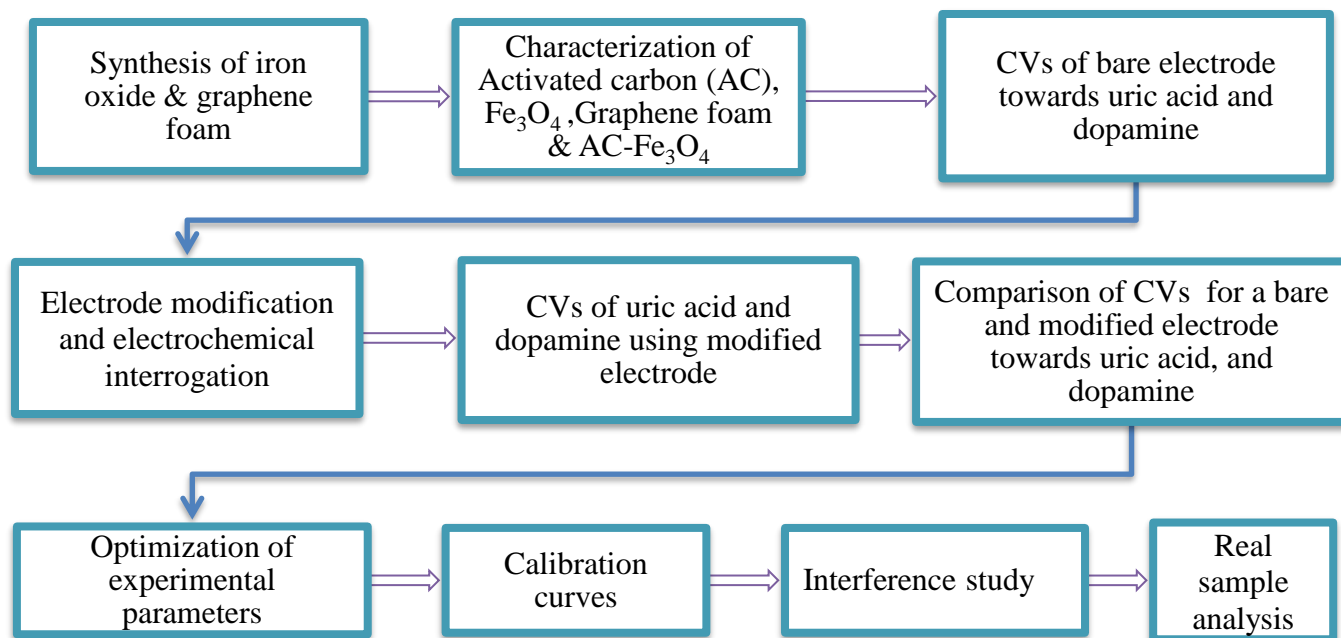 Synthesis of iron
oxide & graphene
foam
Characterization of
Activated carbon (AC),
Fe₃O₄ ,Graphene foam
& AC-Fe₃O₄
CVs of bare electrode
towards uric acid and
dopamine
Electrode modification
and electrochemical
interrogation
CVs of uric acid and
dopamine using modified
electrode
Comparison of CVs for a bare
and modified electrode
towards uric acid, and
dopamine
Optimization of
experimental
parameters
Calibration
curves
Interference study
Real
sample
analysis